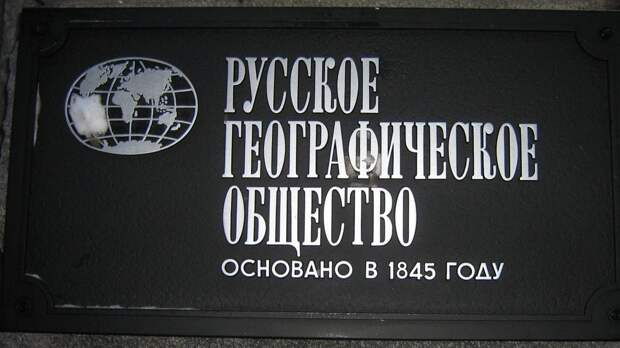 РУССКОЕ
ГЕОГРАФИЧЕСКОЕ
ОБЩЕСТВО
ОСНОВАНО В 1845 ГОДУ